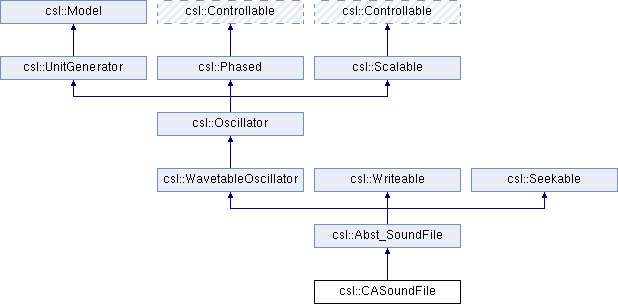 csl::Model
csl::Controllable
csl::Controllable
csl::UnitGenerator
csl::Phased
csl::Scalable
csl::Oscillator
csl::WavetableOscillator
csl::Writeable
csl::Seekable
csl::Abst_SoundFile
csl::CASoundFile